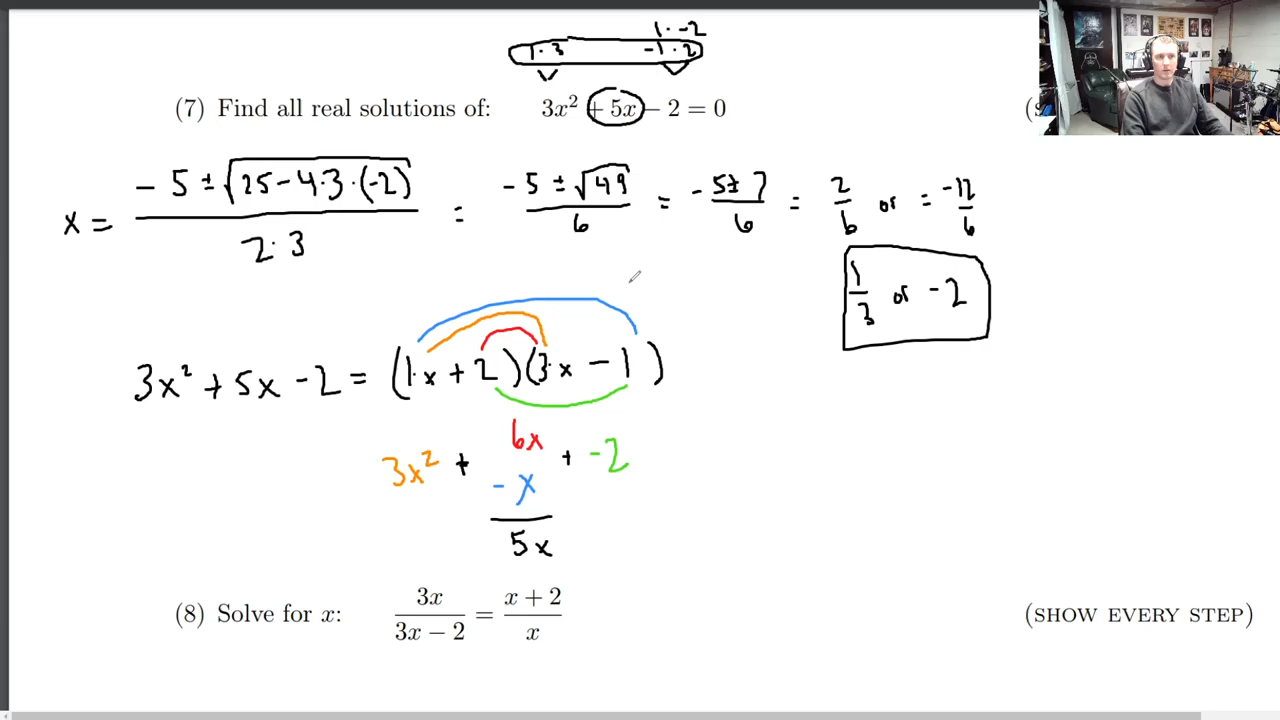 1 · -2
1 · 3 -1 · 2
(7) Find all real solutions of: 3x² + 5x − 2 = 0
x = (-5 ± √(25 - 4·3·(-2))) / (2·3) = (-5 ± √49) / 6 = (-5 ± 7) / 6 = 2/6 or = -12/6
1/3 or -2
3x² + 5x - 2 = (1·x + 2)(3·x - 1)
6x
3x² + + -2
- x
5x
(8) Solve for x: 3x / (3x − 2) = (x + 2) / x (SHOW EVERY STEP)